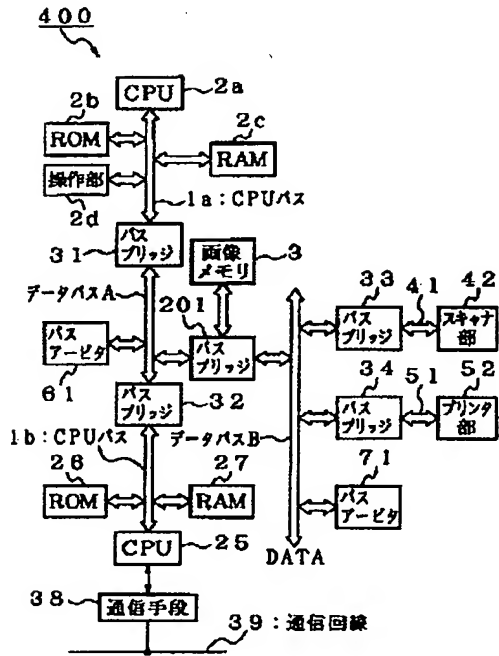 400
CPU
2a
2b
ROM
2c
RAM
操作部
2d
1a:CPUバス
バス
ブリッジ
31
画像
メモリ
3
データバスA
201
バス
ブリッジ
33
41
42
バス
ブリッジ
スキャナ
部
バス
アービタ
61
バス
ブリッジ
32
34
51
52
バス
ブリッジ
プリンタ
部
1b:CPUバス
データバスB
26
ROM
27
RAM
71
バス
アービタ
CPU
25
DATA
38
通信手段
39:通信回線